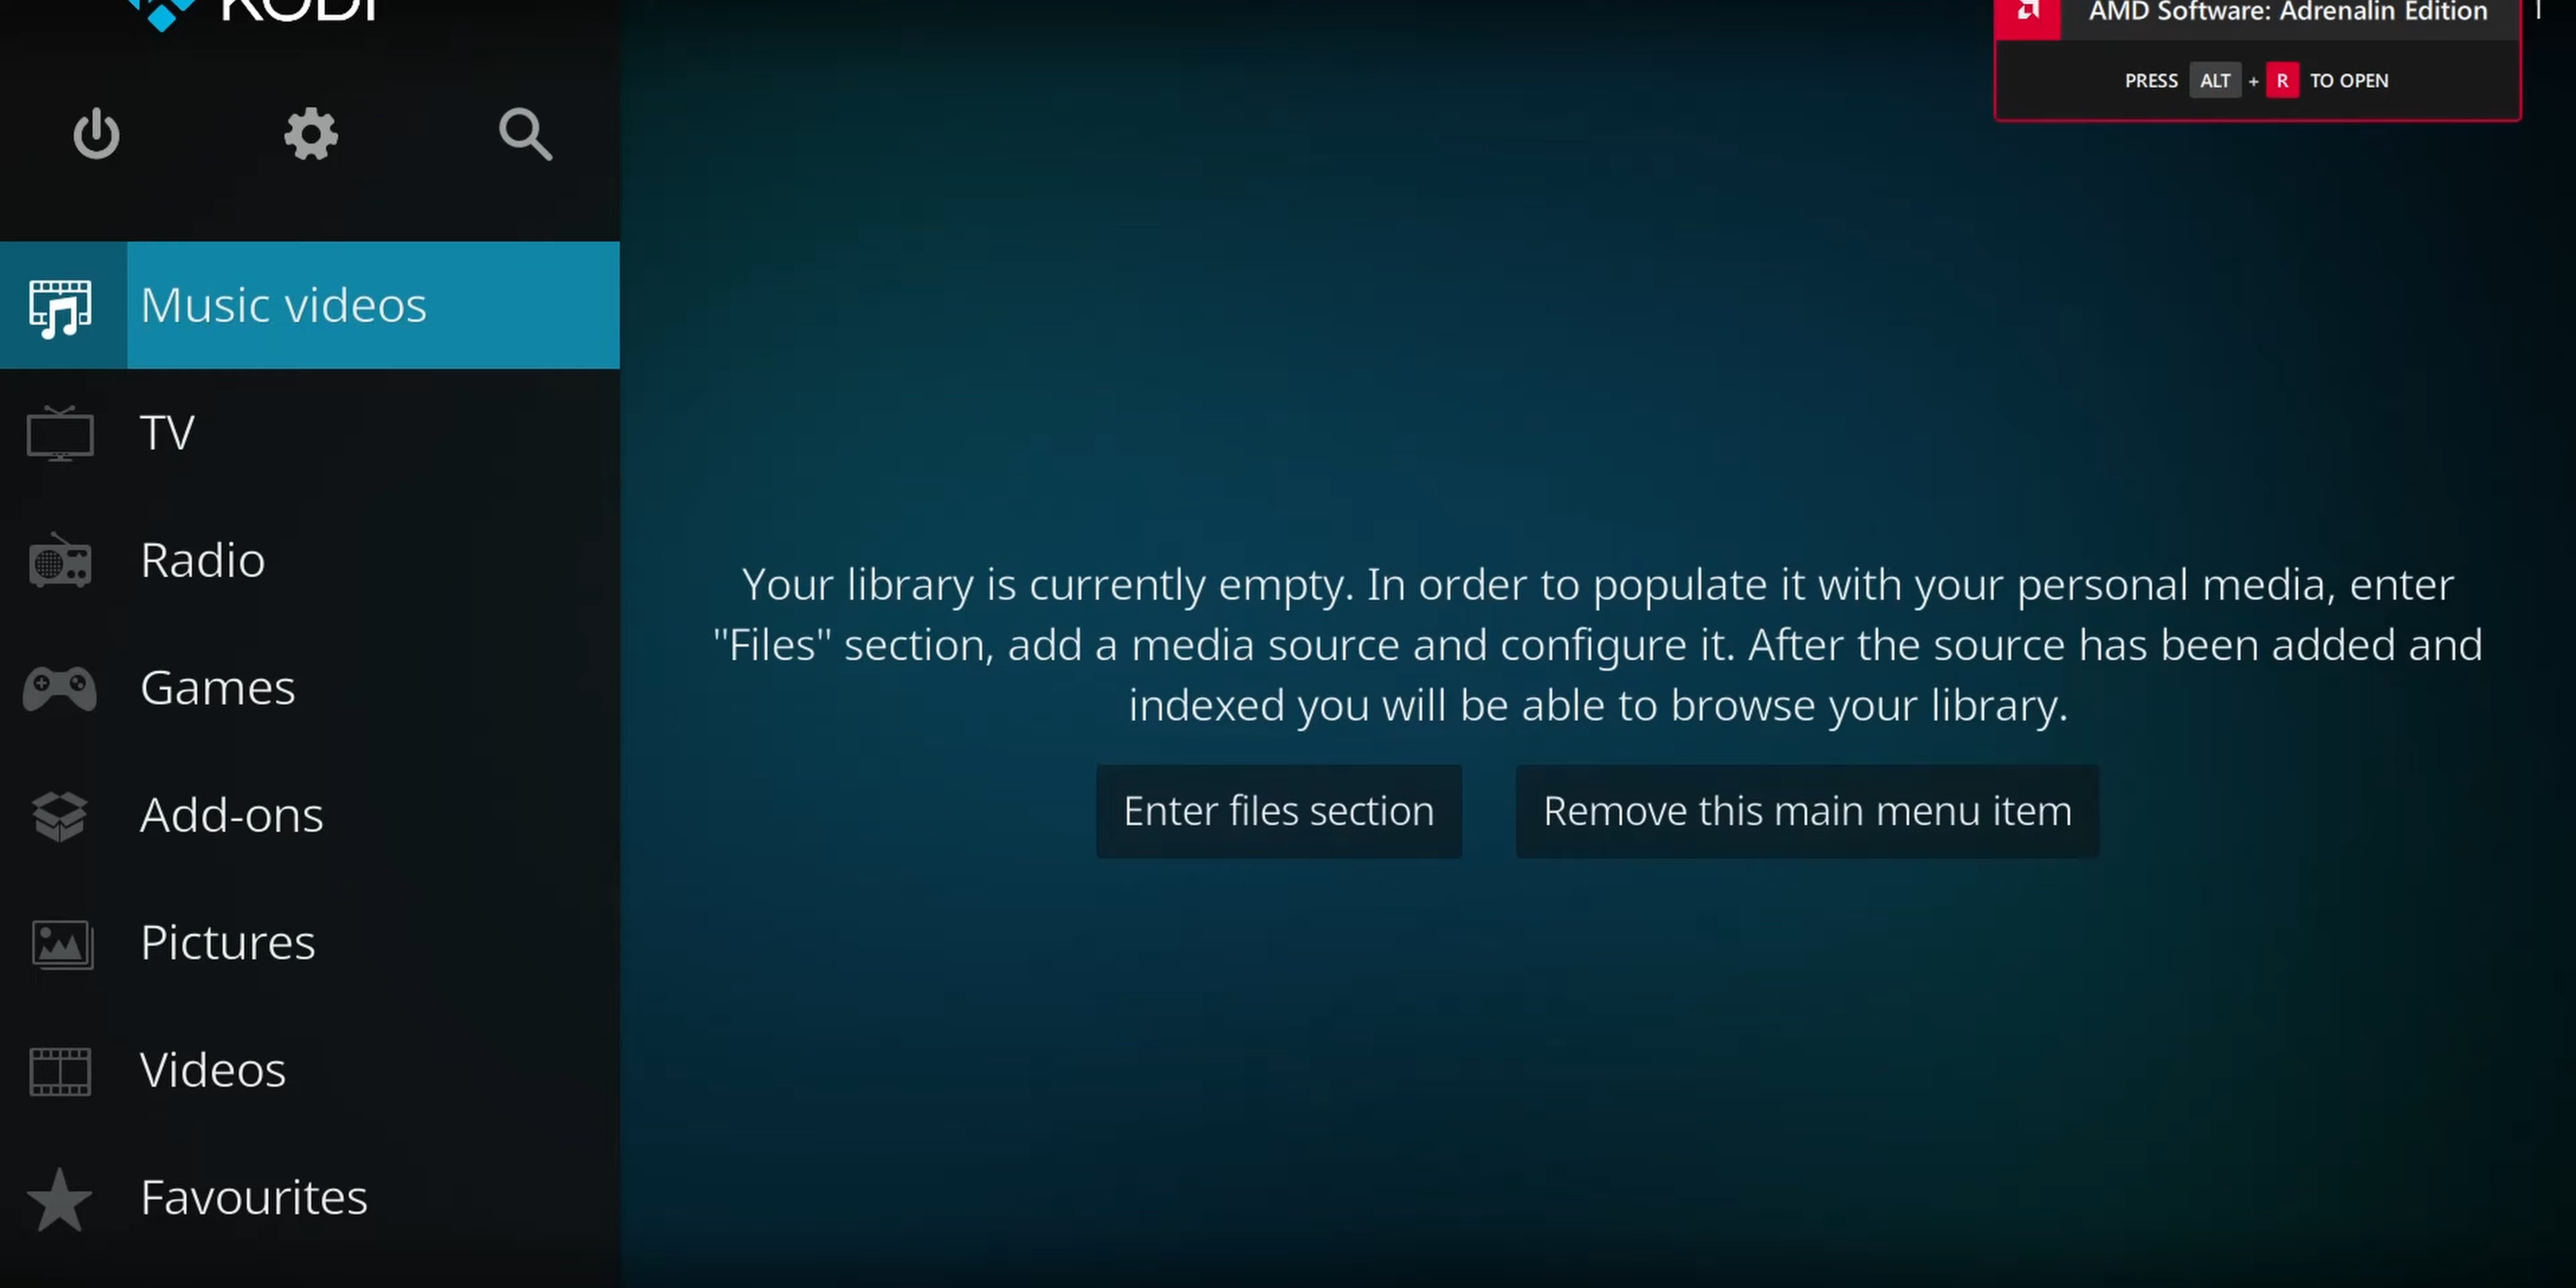 KODI
AMD Software: Adrenalin Edition
PRESS ALT + R TO OPEN
Music videos
TV
Radio
Games
Add-ons
Pictures
Videos
Favourites
Your library is currently empty. In order to populate it with your personal media, enter
"Files" section, add a media source and configure it. After the source has been added and
indexed you will be able to browse your library.
Enter files section
Remove this main menu item